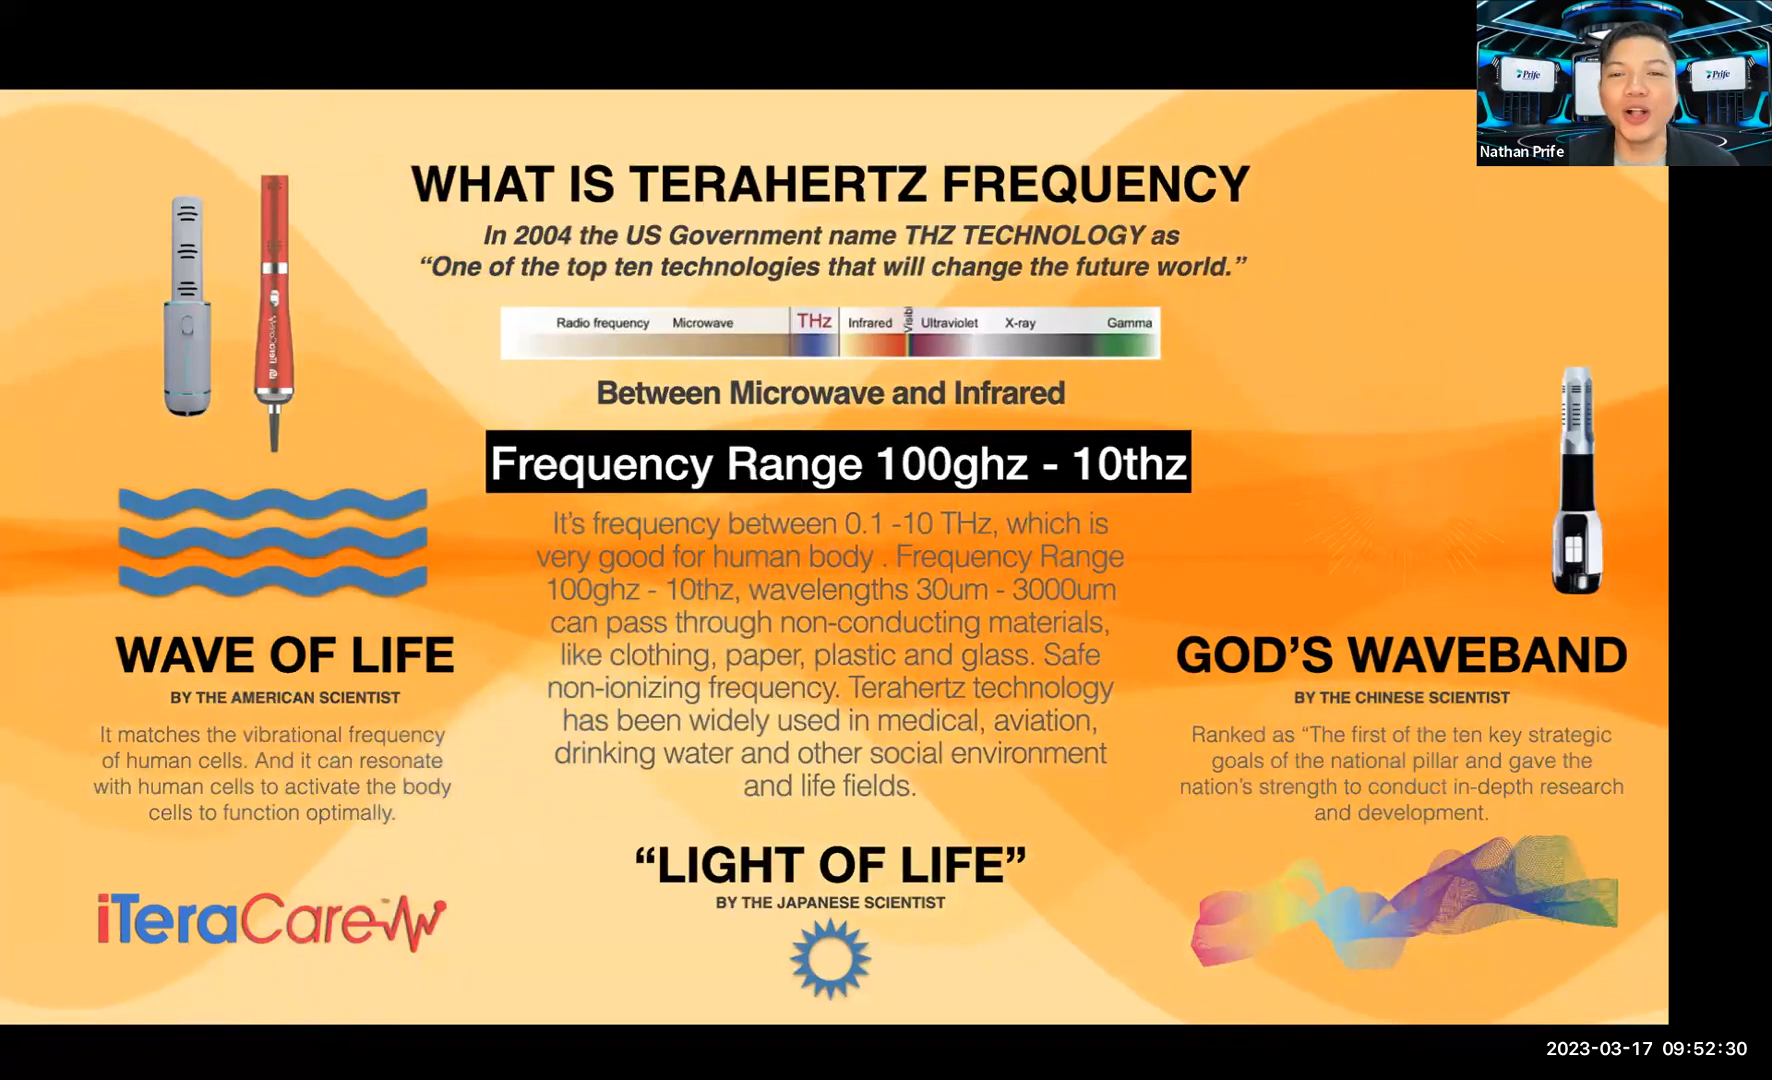 Prife
Prife
Nathan Prife
WHAT IS TERAHERTZ FREQUENCY
In 2004 the US Government name THZ TECHNOLOGY as
“One of the top ten technologies that will change the future world.”
Radio frequency Microwave THz Infrared Visibl Ultraviolet X-ray Gamma
Between Microwave and Infrared
Frequency Range 100ghz - 10thz
It’s frequency between 0.1 -10 THz, which is
very good for human body . Frequency Range
100ghz - 10thz, wavelengths 30um - 3000um
can pass through non-conducting materials,
like clothing, paper, plastic and glass. Safe
non-ionizing frequency. Terahertz technology
has been widely used in medical, aviation,
drinking water and other social environment
and life fields.
WAVE OF LIFE
BY THE AMERICAN SCIENTIST
It matches the vibrational frequency
of human cells. And it can resonate
with human cells to activate the body
cells to function optimally.
iTeraCare
“LIGHT OF LIFE”
BY THE JAPANESE SCIENTIST
GOD’S WAVEBAND
BY THE CHINESE SCIENTIST
Ranked as “The first of the ten key strategic
goals of the national pillar and gave the
nation’s strength to conduct in-depth research
and development.
2023-03-17 09:52:30